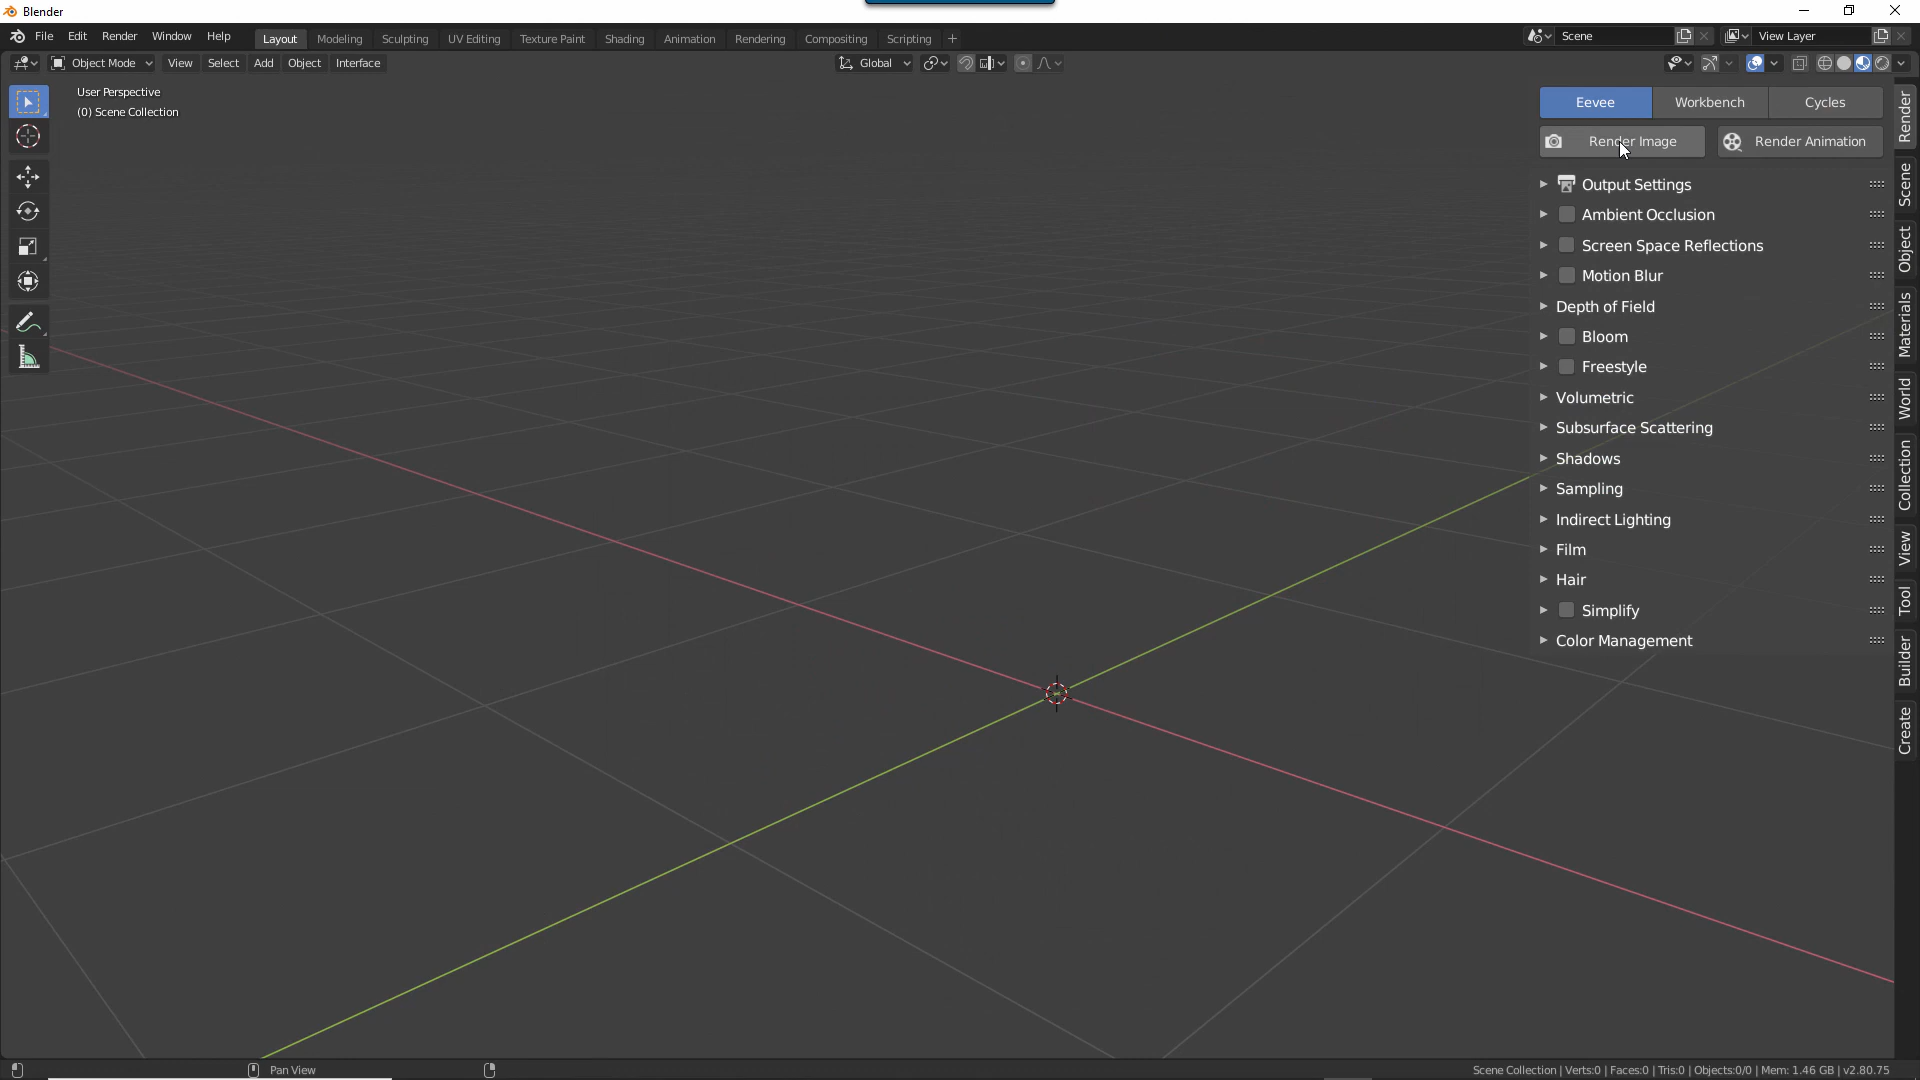 Blender
File Edit Render Window Help Layout Modeling Sculpting UV Editing Texture Paint Shading Animation Rendering Compositing Scripting + Scene View Layer
Object Mode View Select Add Object Interface Global
User Perspective
(0) Scene Collection
Eevee Workbench Cycles
Render Image Render Animation
Output Settings
Ambient Occlusion
Screen Space Reflections
Motion Blur
Depth of Field
Bloom
Freestyle
Volumetric
Subsurface Scattering
Shadows
Sampling
Indirect Lighting
Film
Hair
Simplify
Color Management
Render
Scene
Object
Materials
World
Collection
View
Tool
Builder
Create
Pan View
Scene Collection | Verts:0 | Faces:0 | Tris:0 | Objects:0/0 | Mem: 1.46 GB | v2.80.75